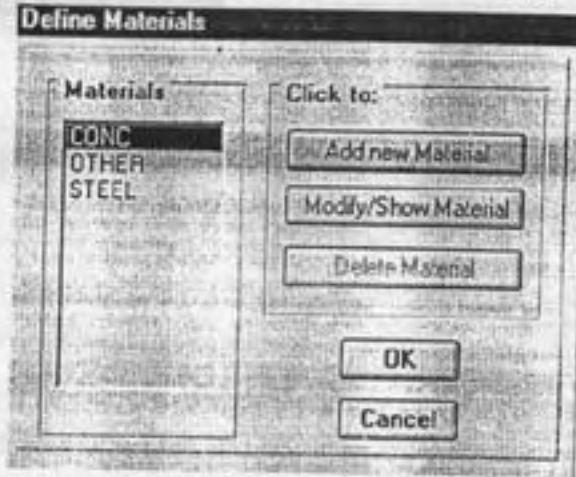 Define Materials
Materials
CONC
OTHER
STEEL
Click to:
Add new Material
Modify/Show Material
Delete Material
OK
Cancel